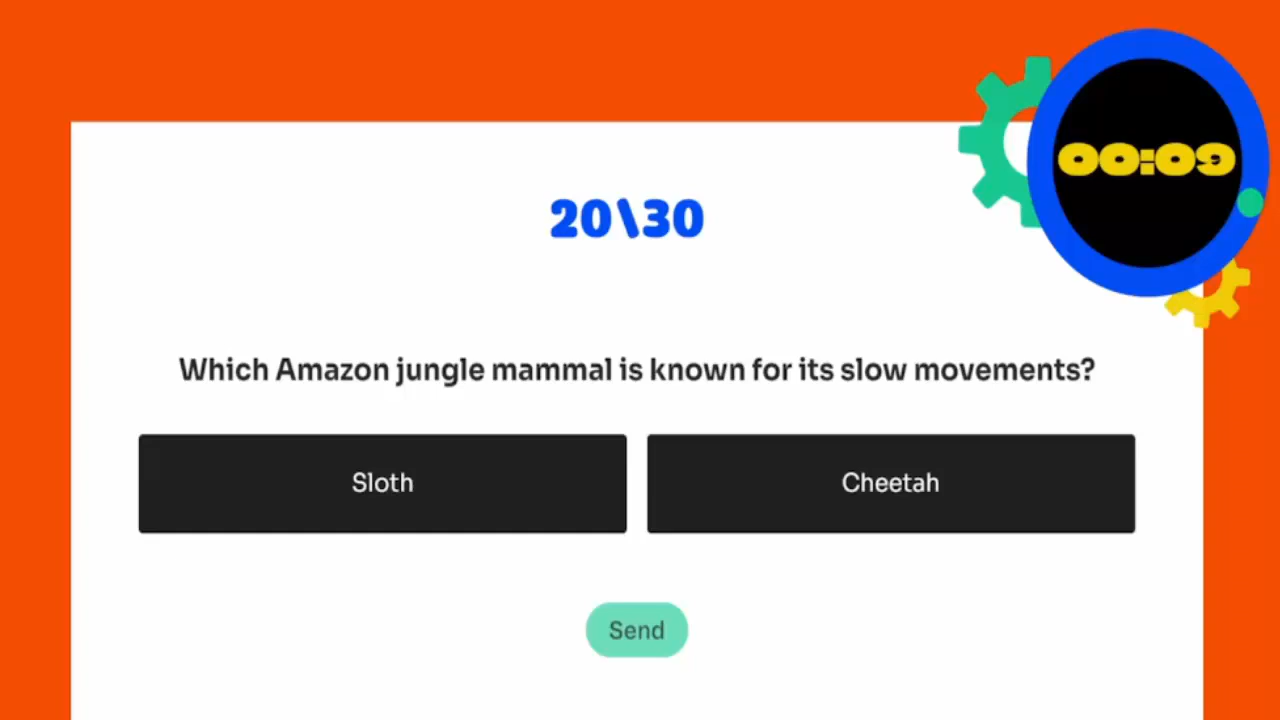 00:09
20\30
Which Amazon jungle mammal is known for its slow movements?
Sloth
Cheetah
Send